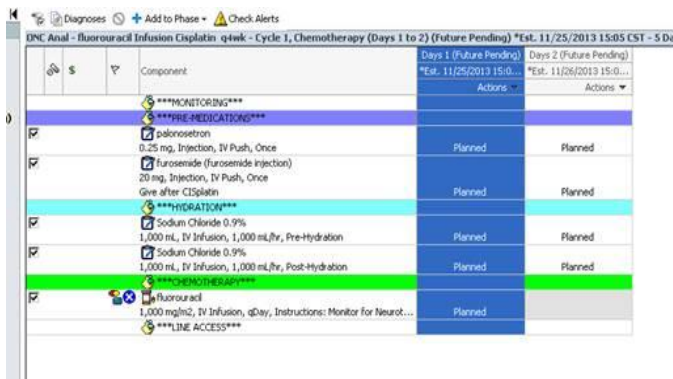 Diagnoses Add to Phase Check Alerts
ONC Anal - fluorouracil Infusion Cisplatin q4wk - Cycle 1, Chemotherapy (Days 1 to 2) (Future Pending) *Est. 11/25/2013 15:05 CST - 5 Da
Days 1 (Future Pending) Days 2 (Future Pending)
$ Component *Est. 11/25/2013 15:0... *Est. 11/26/2013 15:0...
Actions Actions
***MONITORING***
***PRE-MEDICATIONS***
palonosetron
0.25 mg, Injection, IV Push, Once Planned Planned
furosemide (furosemide injection)
20 mg, Injection, IV Push, Once
Give after CISplatin Planned Planned
***HYDRATION***
Sodium Chloride 0.9%
1,000 mL, IV Infusion, 1,000 mL/hr, Pre-Hydration Planned Planned
Sodium Chloride 0.9%
1,000 mL, IV Infusion, 1,000 mL/hr, Post-Hydration Planned Planned
***CHEMOTHERAPY***
fluorouracil
1,000 mg/m2, IV Infusion, qDay, Instructions: Monitor for Neurot... Planned
***LINE ACCESS***